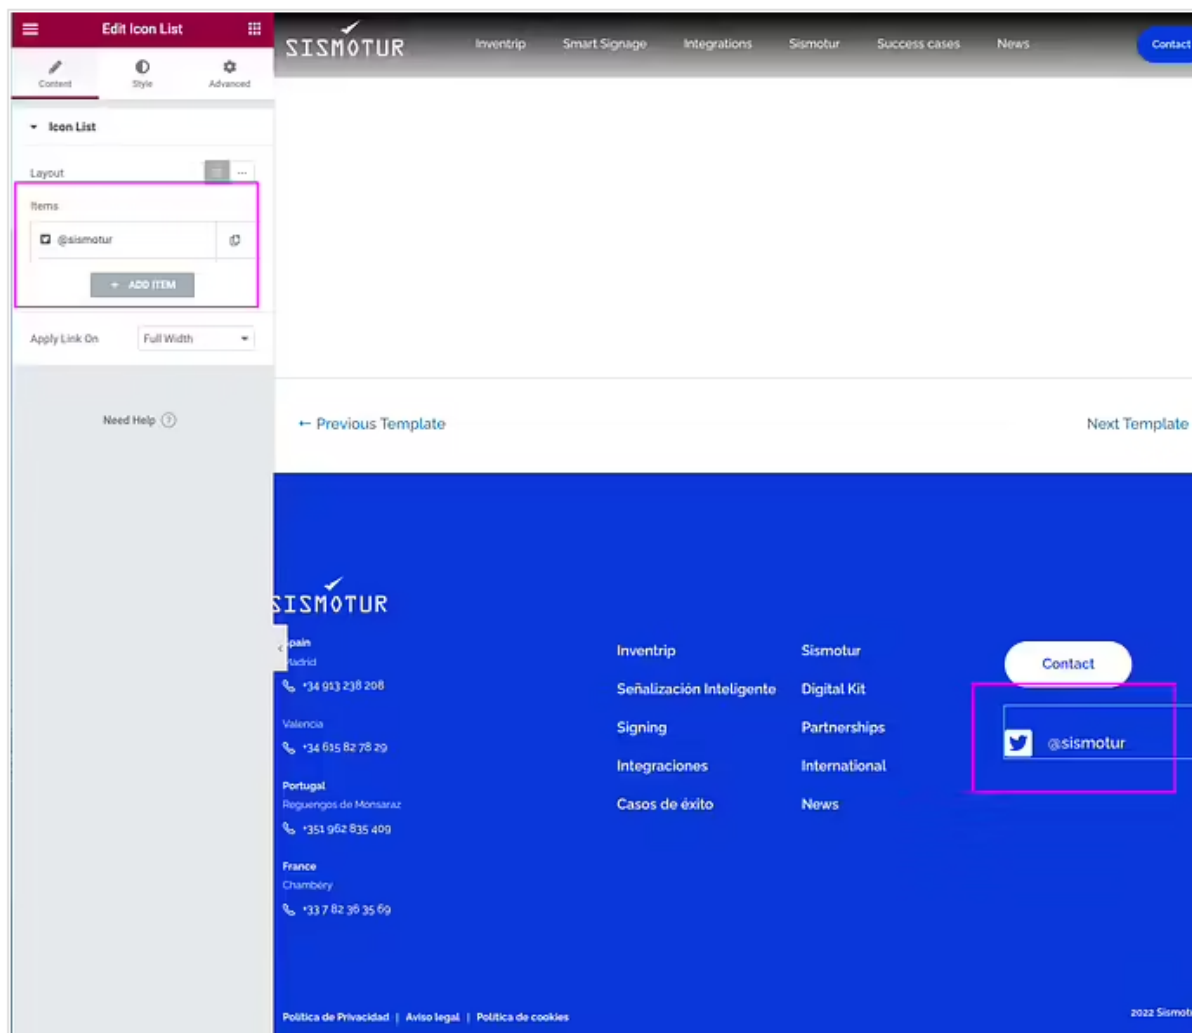 Edit Icon List
SISMOTUR
Inventrip
Smart Signage
Integrations
Sismotur
Success cases
News
Contact
Content
Style
Advanced
Icon List
Layout
Items
@sismotur
+ ADD ITEM
Apply Link On
Full Width
Need Help ?
← Previous Template
Next Template
SISMOTUR
Spain
Madrid
+34 913 238 208
Valencia
+34 615 82 78 29
Portugal
Reguengos de Monsaraz
+351 962 835 409
France
Chambéry
+33 7 82 36 35 69
Inventrip
Señalización Inteligente
Signing
Integraciones
Casos de éxito
Sismotur
Digital Kit
Partnerships
International
News
Contact
@sismotur
Política de Privacidad | Aviso legal | Política de cookies
2022 Sismotu